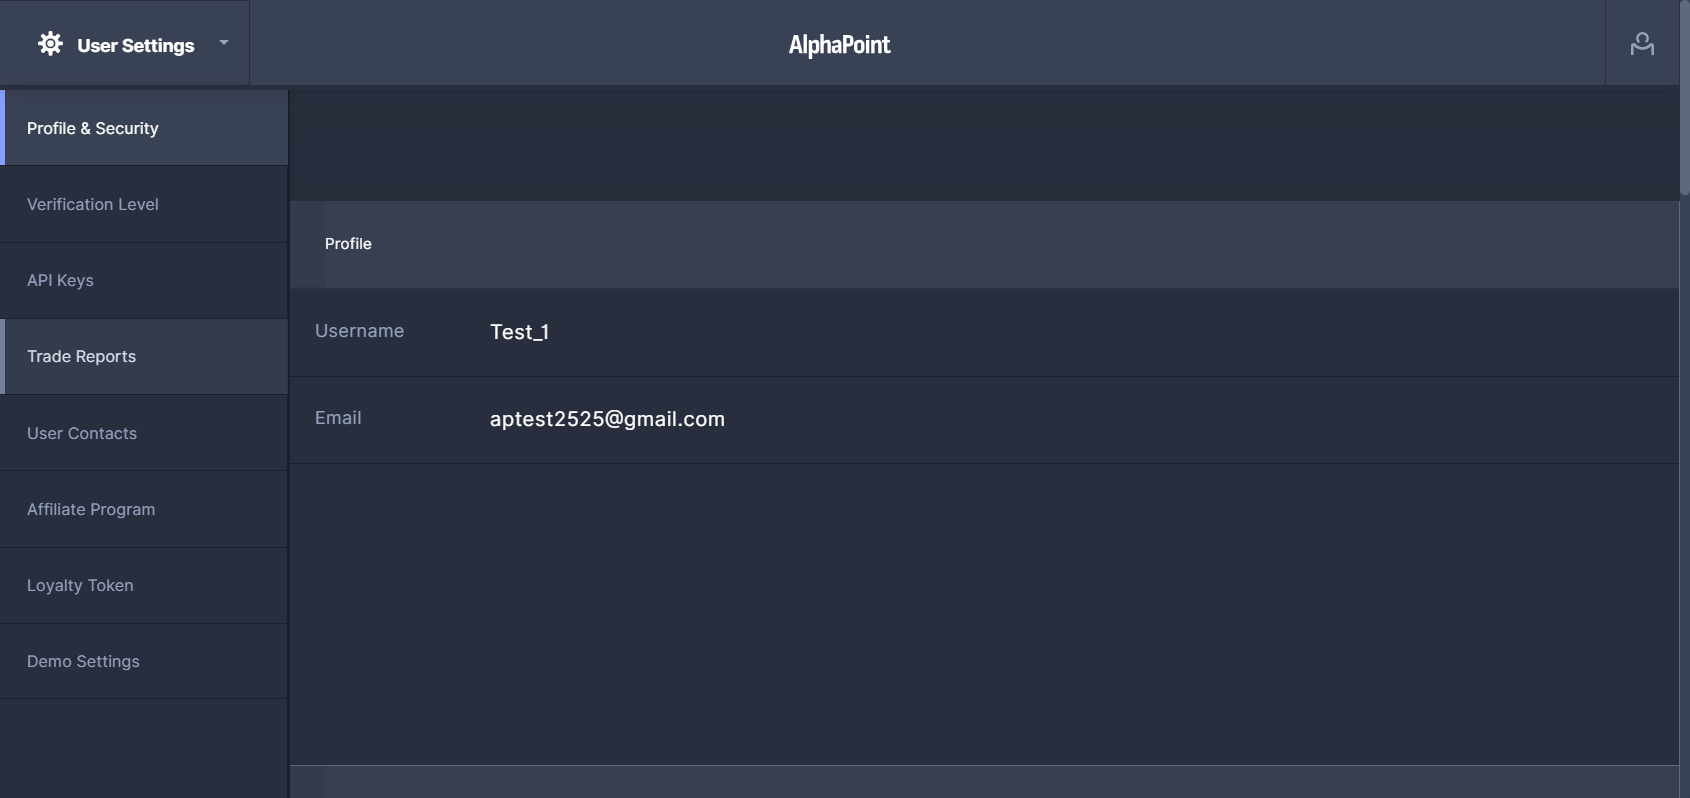 User Settings
AlphaPoint
Profile & Security
Verification Level
API Keys
Trade Reports
User Contacts
Affiliate Program
Loyalty Token
Demo Settings
Profile
Username
Test_1
Email
aptest2525@gmail.com